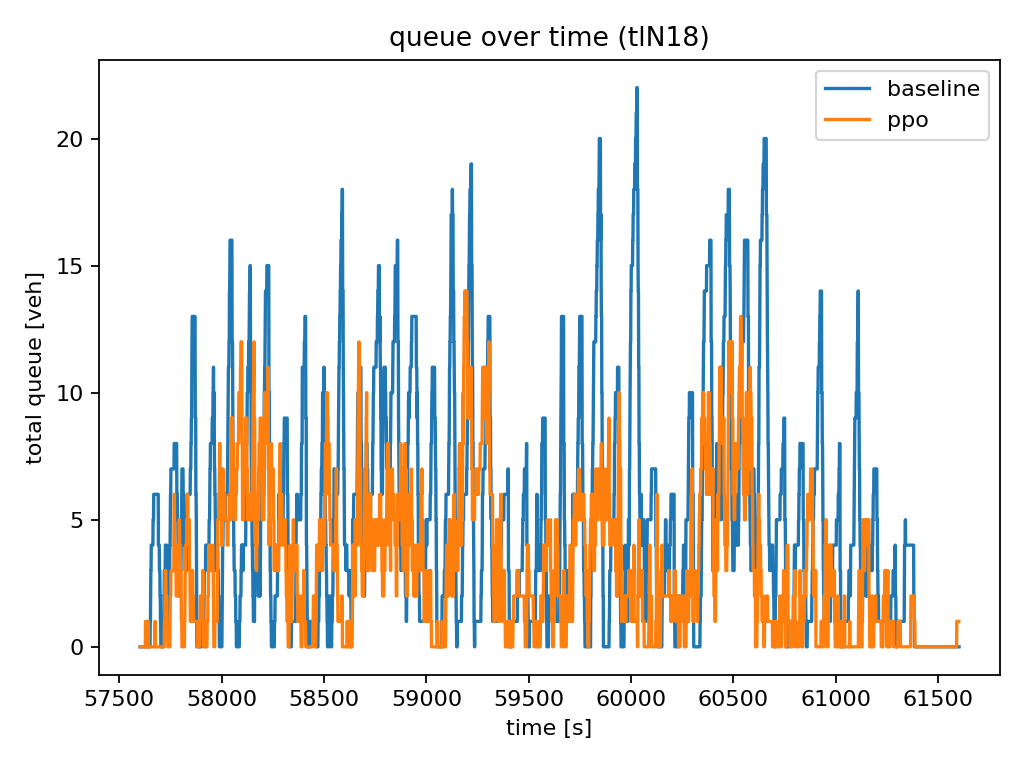 queue over time (tlN18)
baseline
ppo
total queue [veh]
20
15
10
5
0
57500 58000 58500 59000 59500 60000 60500 61000 61500
time [s]